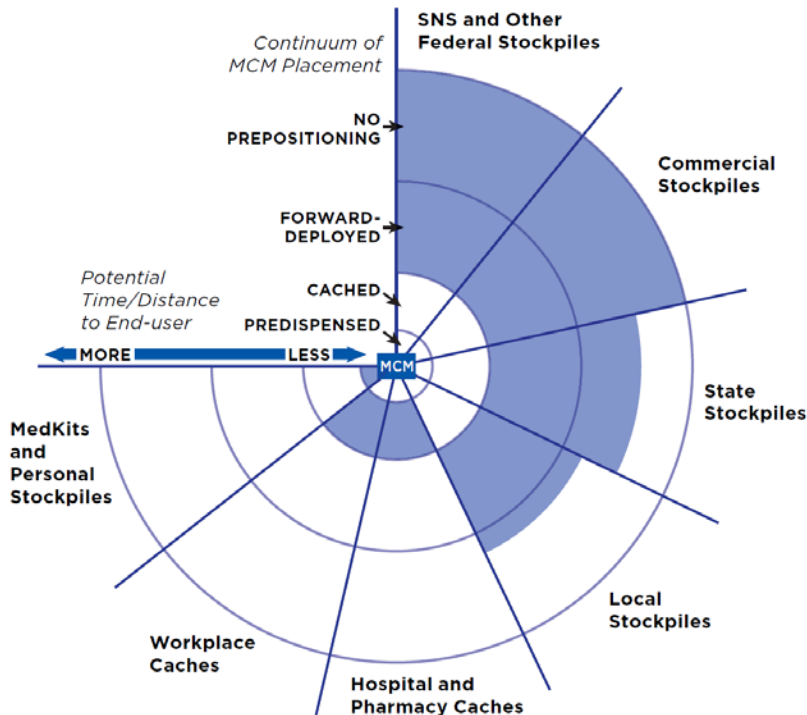 SNS and Other
Federal Stockpiles
Continuum of
MCM Placement
NO
PREPOSITIONING
Commercial
Stockpiles
FORWARD-
DEPLOYED
Potential
Time/Distance
to End-user
CACHED
PREDISPENSED
MORE
LESS
MCM
State
Stockpiles
MedKits
and
Personal
Stockpiles
Local
Stockpiles
Workplace
Caches
Hospital and
Pharmacy Caches